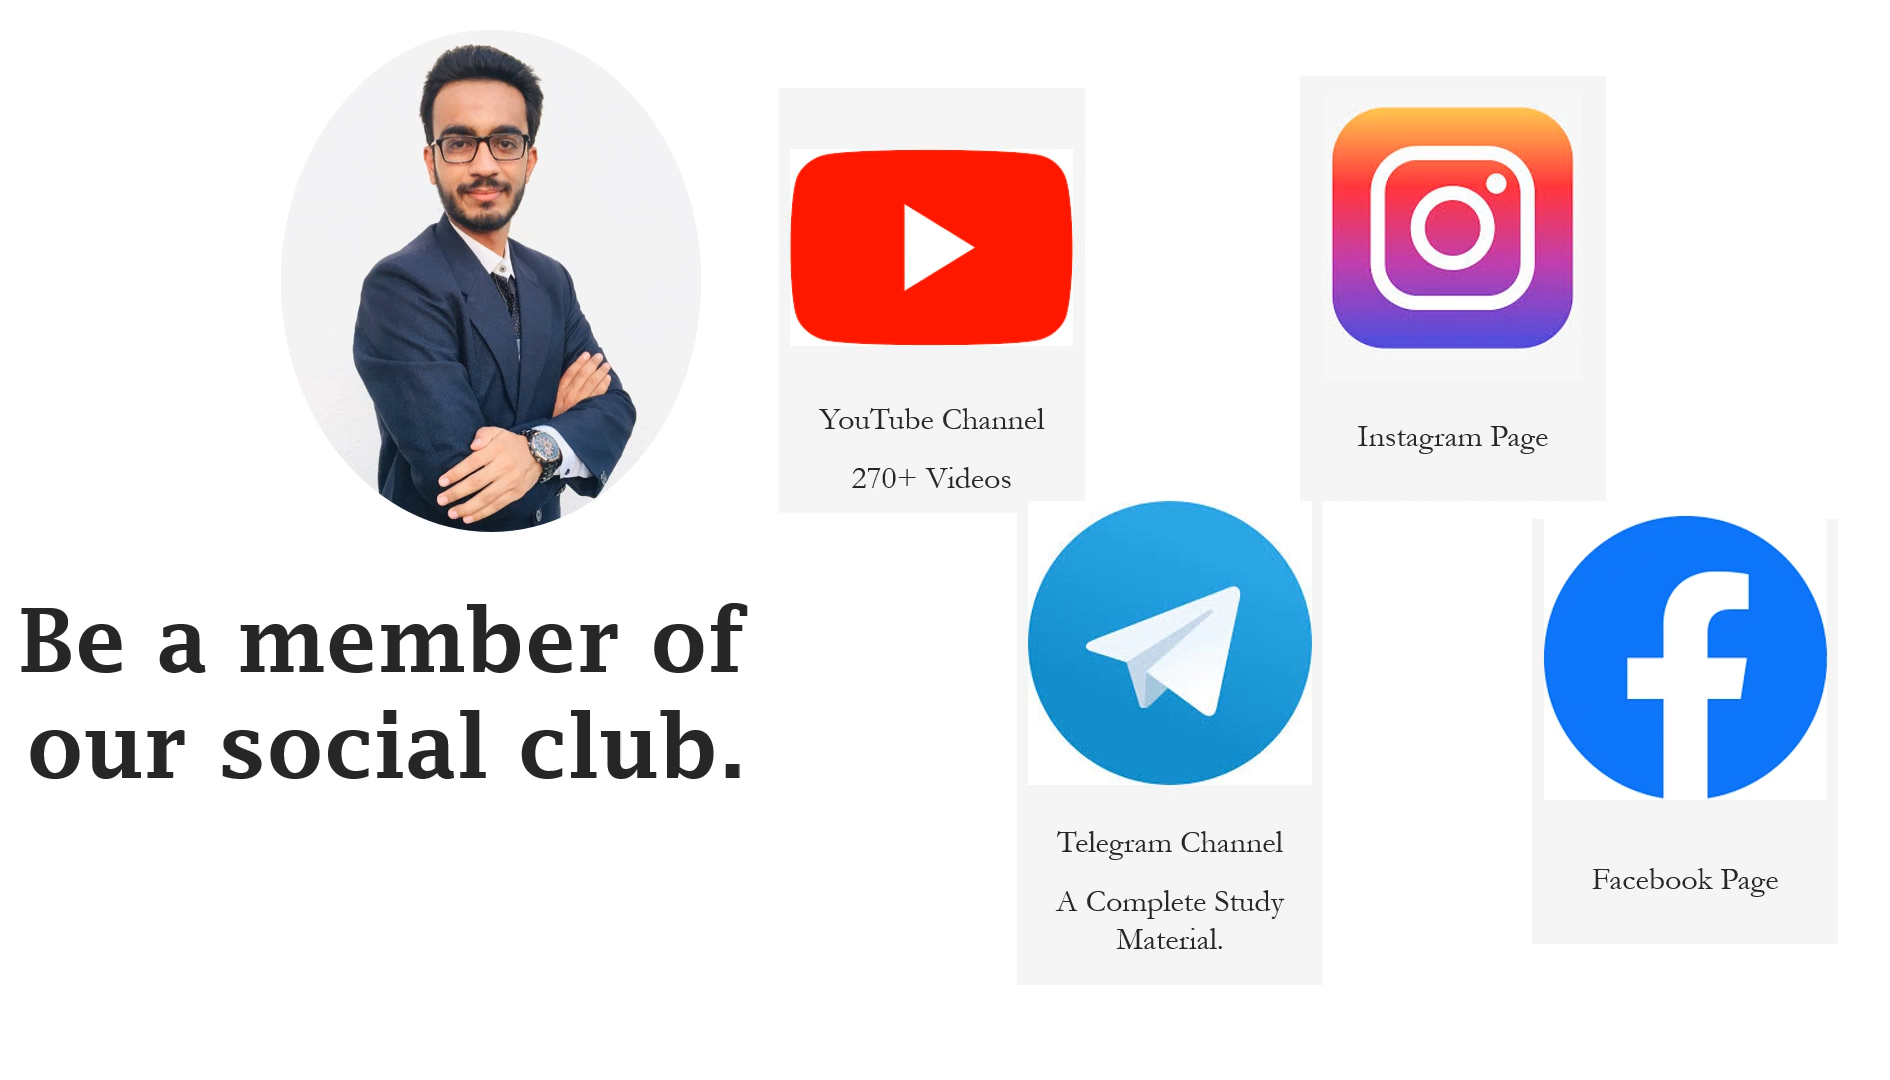 Be a member of
our social club.
YouTube Channel
270+ Videos
Instagram Page
Telegram Channel
A Complete Study
Material.
Facebook Page